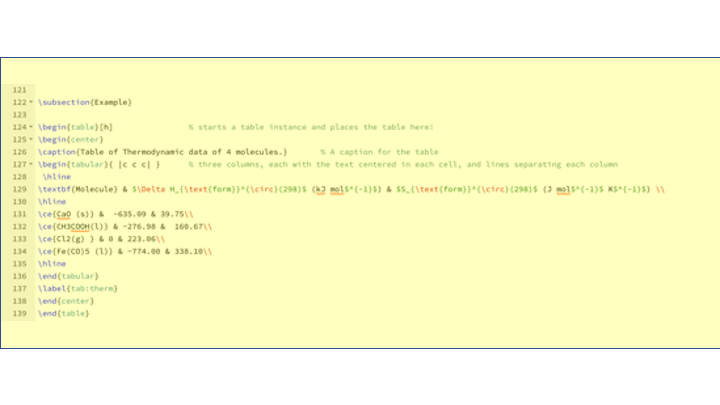 121
122 \subsection{Example}
123
124 \begin{table}[h] % starts a table instance and places the table here!
125 \begin{center}
126 \caption{Table of Thermodynamic data of 4 molecules.} % A caption for the table
127 \begin{tabular}{ |c c c| } % three columns, each with the text centered in each cell, and lines separating each column
128 \hline
129 \textbf{Molecule} & $\Delta H_{\text{form}}^{\circ}(298)$ (kJ mol$^{-1}$) & $S_{\text{form}}^{\circ}(298)$ (J mol$^{-1}$ K$^{-1}$) \\
130 \hline
131 \ce{CaO (s)} & -635.09 & 39.75\\
132 \ce{CH3COOH(l)} & -276.98 & 160.67\\
133 \ce{Cl2(g) } & 0 & 223.06\\
134 \ce{Fe(CO)5 (l)} & -774.00 & 338.10\\
135 \hline
136 \end{tabular}
137 \label{tab:therm}
138 \end{center}
139 \end{table}